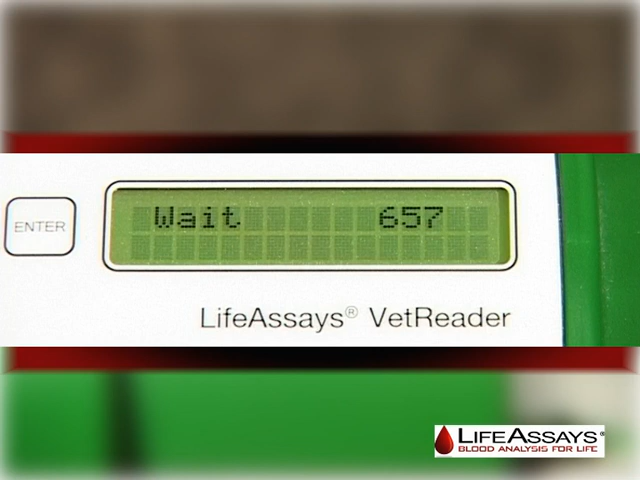 Wait 657
ENTER
LifeAssays® VetReader
LIFEASSAYS®
BLOOD ANALYSIS FOR LIFE